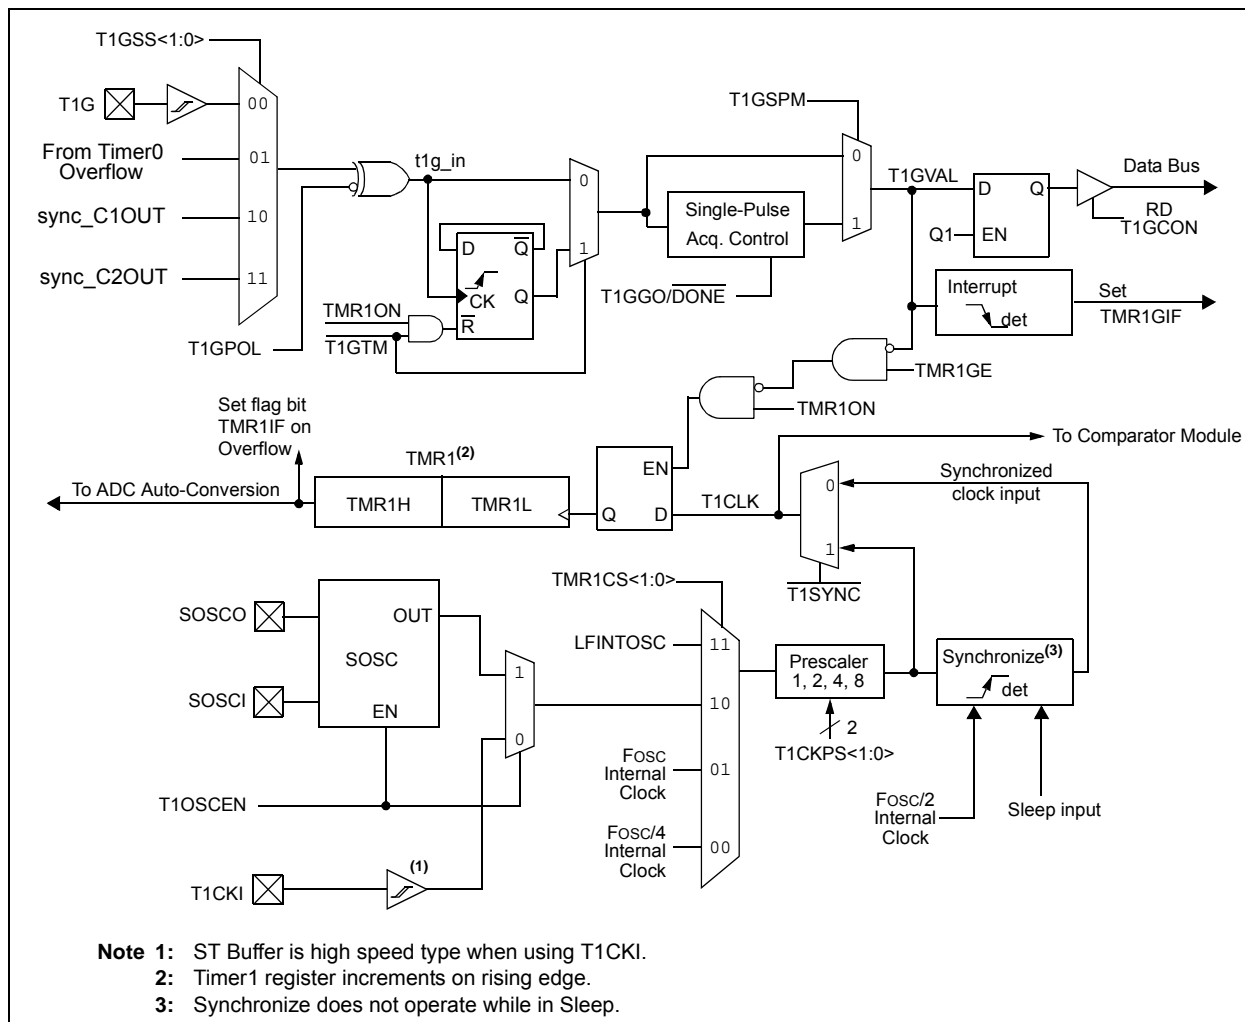 T1GSS<1:0>
T1G
00
From Timer0
Overflow
01
sync_C1OUT
10
sync_C2OUT
11
T1GPOL
t1g_in
0
1
D
Q
CK
Q
R
TMR1ON
T1GTM
T1GSPM
0
1
Single-Pulse
Acq. Control
T1GGO/DONE
T1GVAL
D
Q
Q1
EN
Data Bus
RD
T1GCON
Interrupt
det
Set
TMR1GIF
TMR1GE
TMR1ON
Set flag bit
TMR1IF on
Overflow
To ADC Auto-Conversion
TMR1(2)
TMR1H
TMR1L
EN
Q
D
T1CLK
To Comparator Module
Synchronized
clock input
0
1
T1SYNC
SOSCO
SOSCI
OUT
SOSC
EN
1
0
T1OSCEN
T1CKI
(1)
TMR1CS<1:0>
LFINTOSC
11
10
FOSC
Internal
Clock
01
FOSC/4
Internal
Clock
00
Prescaler
1, 2, 4, 8
2
T1CKPS<1:0>
Synchronize(3)
det
FOSC/2
Internal
Clock
Sleep input
Note 1: ST Buffer is high speed type when using T1CKI.
2: Timer1 register increments on rising edge.
3: Synchronize does not operate while in Sleep.